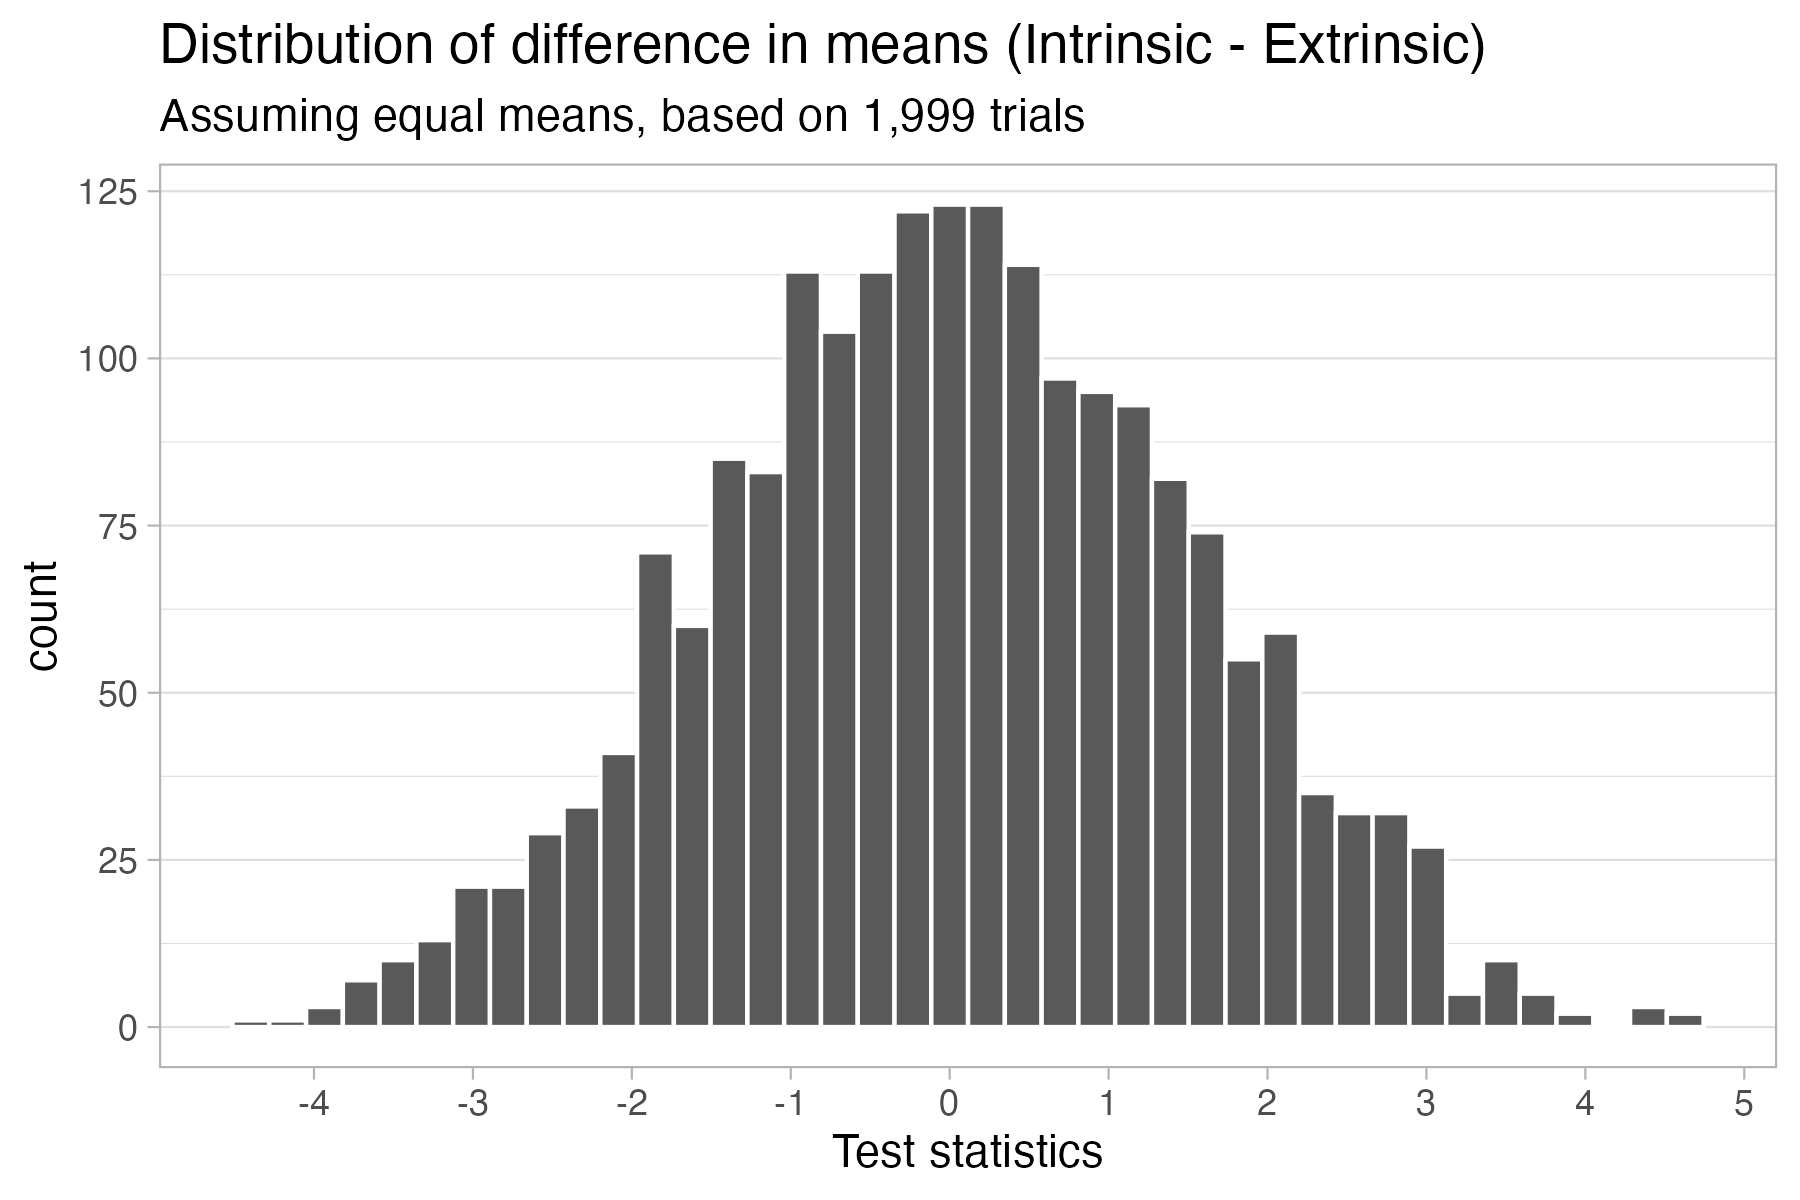 Distribution of difference in means (Intrinsic - Extrinsic)
Assuming equal means, based on 1,999 trials
125
100
75
50
25
0
count
-4 -3 -2 -1 0 1 2 3 4 5
Test statistics